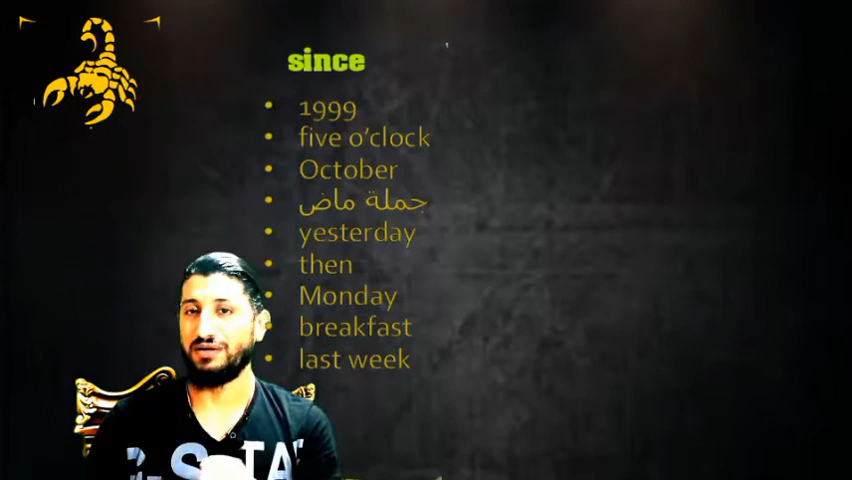 since
• 1999
• five o’clock
• October
• جملة ماض
• yesterday
• then
• Monday
• breakfast
• last week